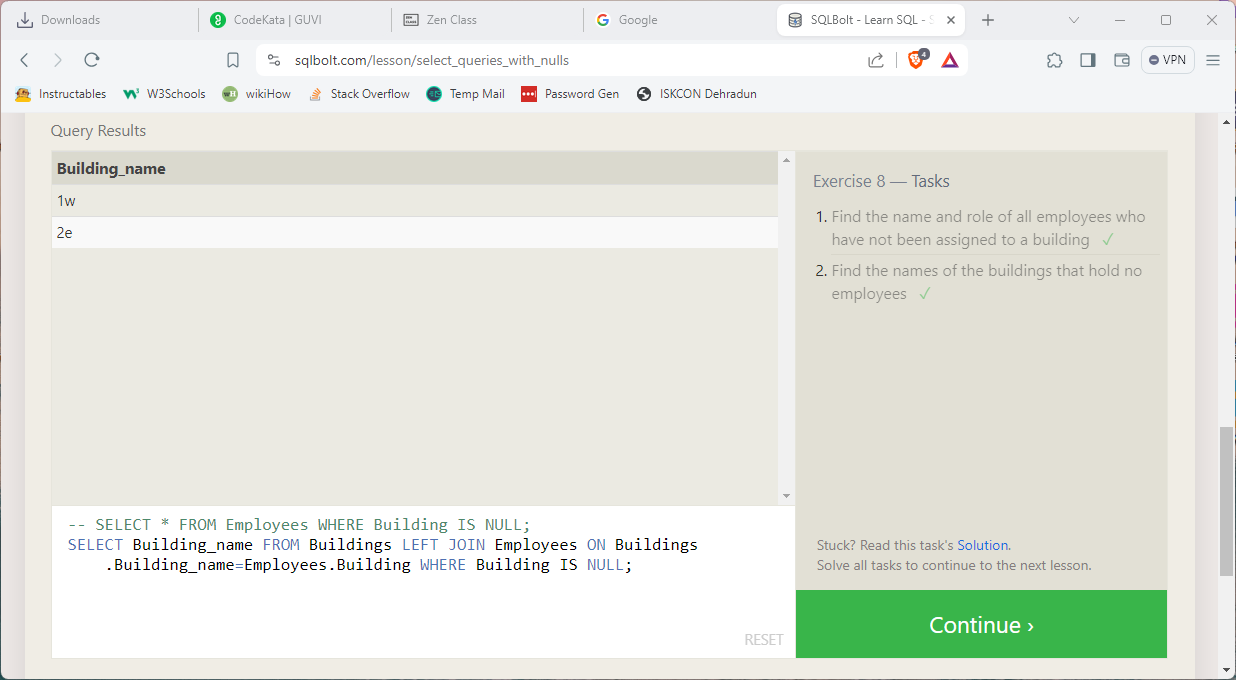 Downloads
CodeKata | GUVI
Zen Class
Google
SQLBolt - Learn SQL - S
sqlbolt.com/lesson/select_queries_with_nulls
4
VPN
Instructables
W3Schools
wikiHow
Stack Overflow
Temp Mail
Password Gen
ISKCON Dehradun
Query Results
Building_name
1w
2e
Exercise 8 — Tasks
1. Find the name and role of all employees who
have not been assigned to a building ✓
2. Find the names of the buildings that hold no
employees ✓
-- SELECT * FROM Employees WHERE Building IS NULL;
SELECT Building_name FROM Buildings LEFT JOIN Employees ON Buildings
.Building_name=Employees.Building WHERE Building IS NULL;
RESET
Stuck? Read this task's Solution.
Solve all tasks to continue to the next lesson.
Continue ›